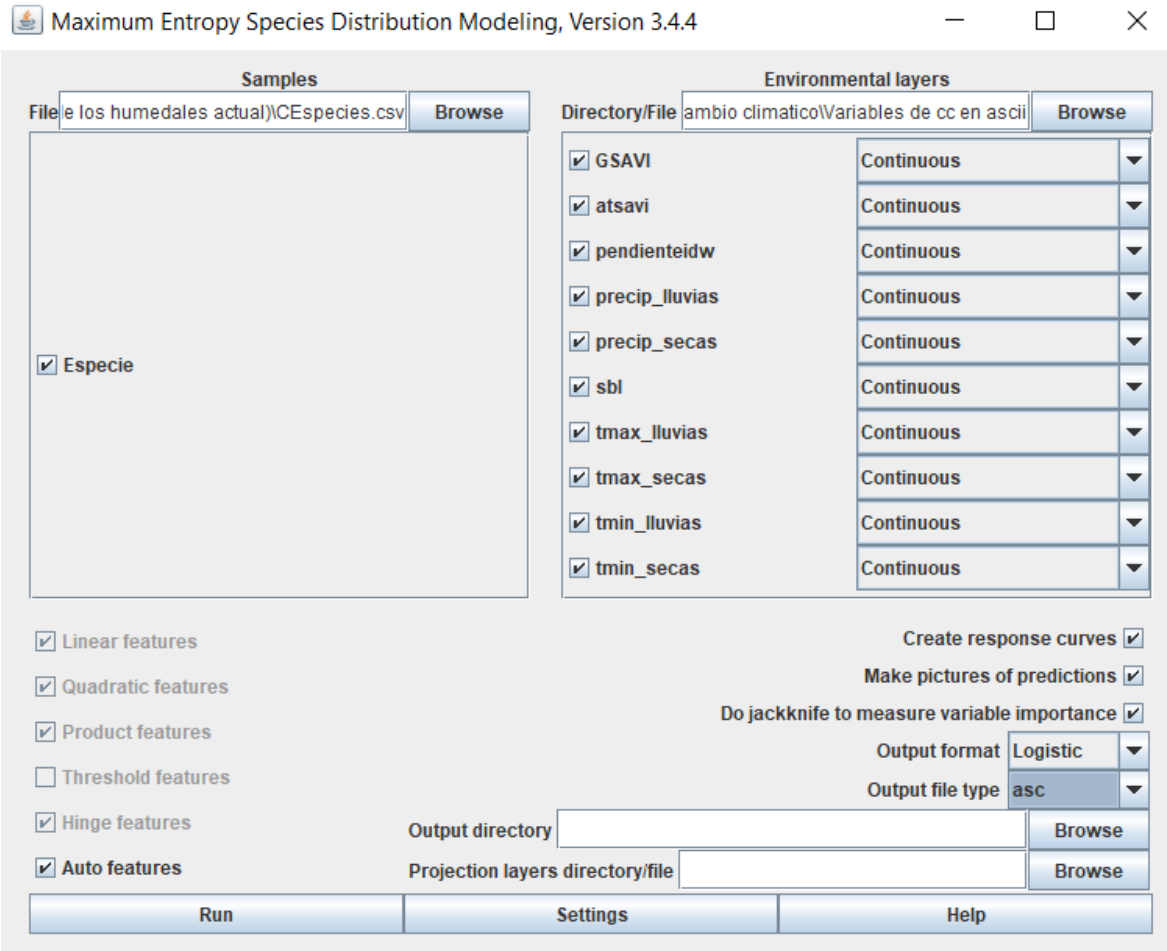 Maximum Entropy Species Distribution Modeling, Version 3.4.4
Samples
Environmental layers
File e los humedales actual)\CEspecies.csv Browse
Directory/File ambio climatico\Variables de cc en ascii Browse
Especie
GSAVI Continuous
atsavi Continuous
pendienteidw Continuous
precip_lluvias Continuous
precip_secas Continuous
sbl Continuous
tmax_lluvias Continuous
tmax_secas Continuous
tmin_lluvias Continuous
tmin_secas Continuous
Linear features
Quadratic features
Product features
Threshold features
Hinge features
Auto features
Create response curves
Make pictures of predictions
Do jackknife to measure variable importance
Output format Logistic
Output file type asc
Output directory Browse
Projection layers directory/file Browse
Run Settings Help